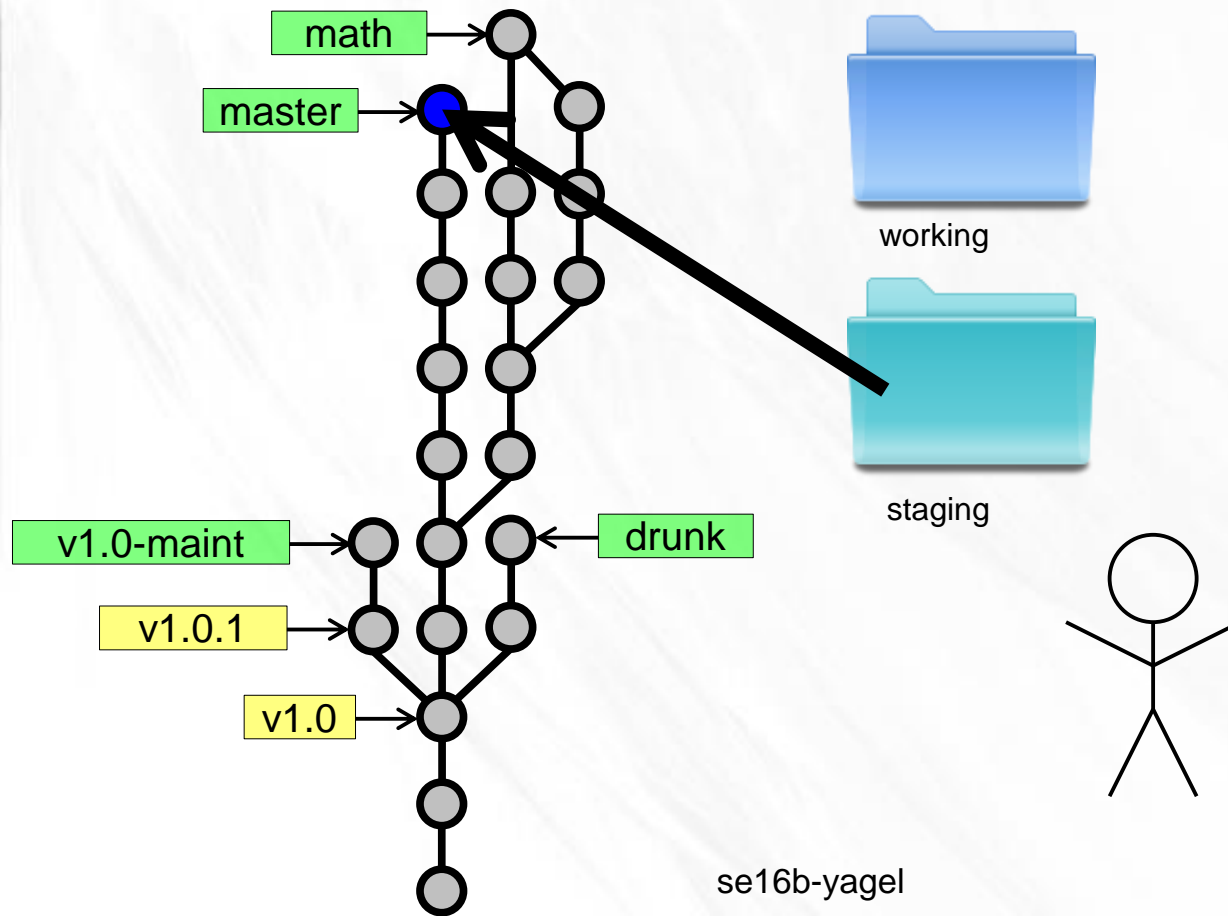 math
master
working
staging
v1.0-maint
drunk
v1.0.1
v1.0
se16b-yagel